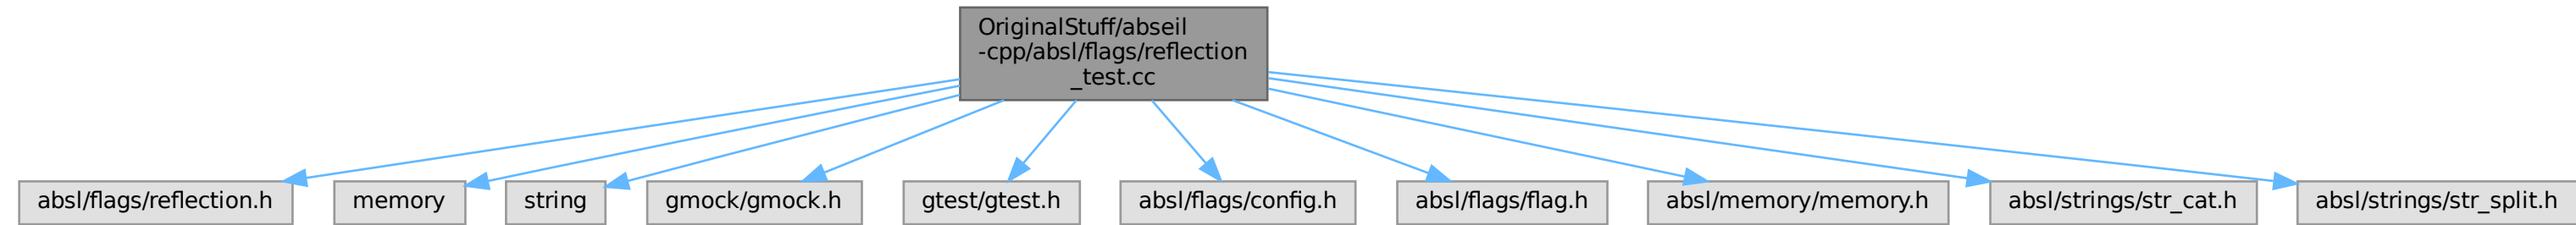 OriginalStuff/abseil
-cpp/absl/flags/reflection
_test.cc
absl/flags/reflection.h
memory
string
gmock/gmock.h
gtest/gtest.h
absl/flags/config.h
absl/flags/flag.h
absl/memory/memory.h
absl/strings/str_cat.h
absl/strings/str_split.h